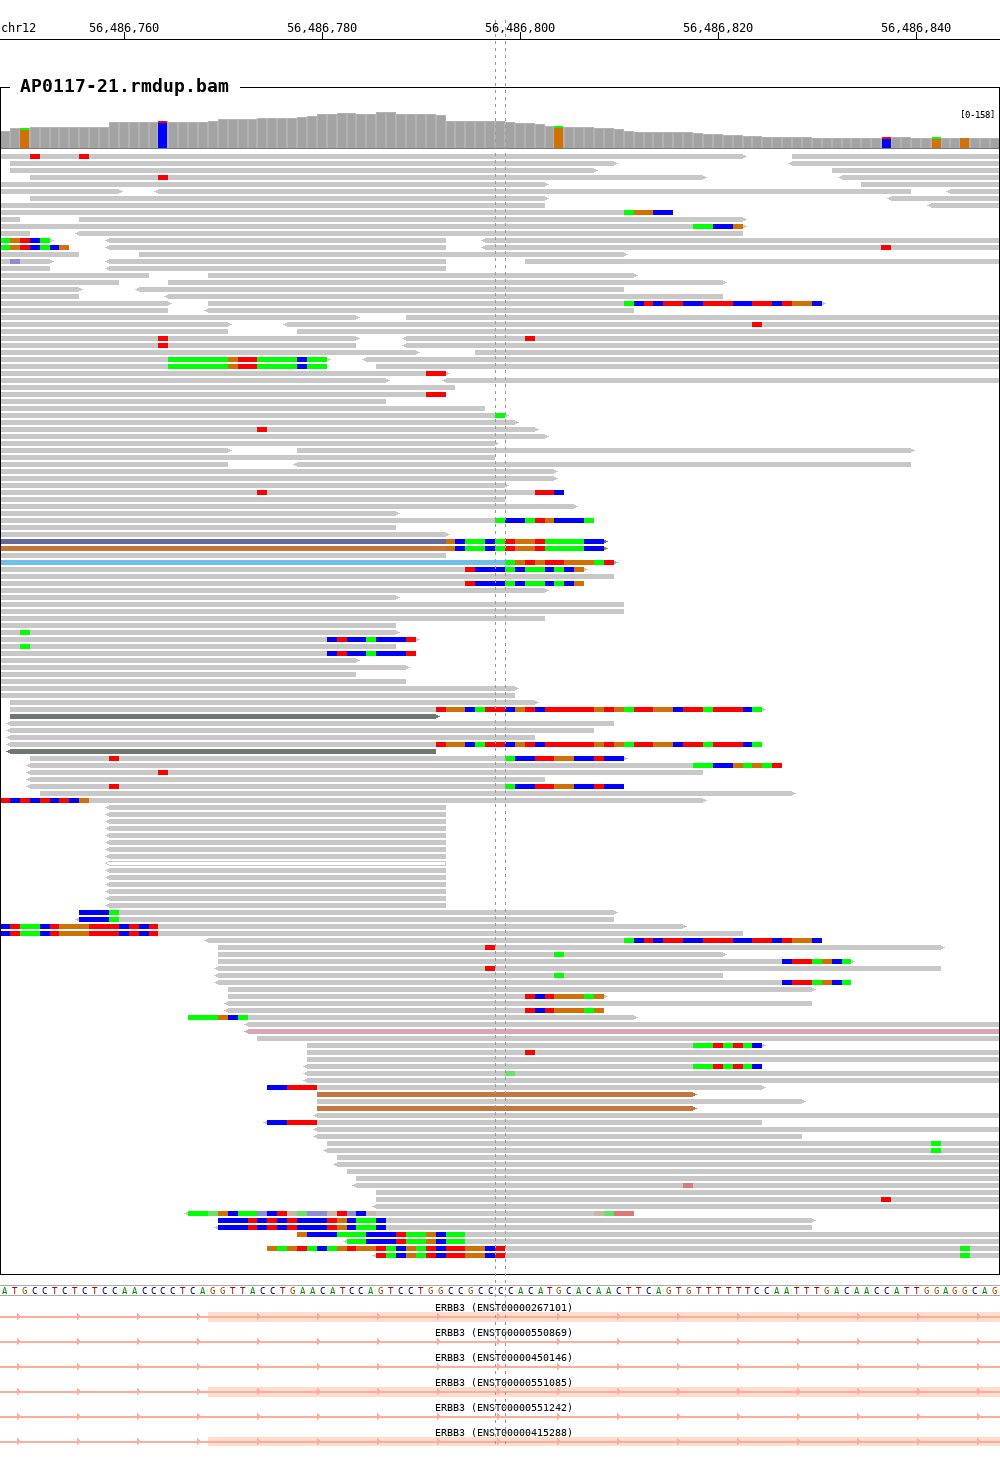 chr12 56,486,760 56,486,780 56,486,800 56,486,820 56,486,840
AP0117-21.rmdup.bam
[0-158]
A T G C C T C T C T C C A A C C C C T C A G G T T A C C T G A A C A T C C A G T C C T G G C C G C C C C A C A T G C A C A A C T T C A G T G T T T T T T C C A A T T T G A C A A C C A T T G G A G G C A G
ERBB3 (ENST00000267101)
ERBB3 (ENST00000550869)
ERBB3 (ENST00000450146)
ERBB3 (ENST00000551085)
ERBB3 (ENST00000551242)
ERBB3 (ENST00000415288)